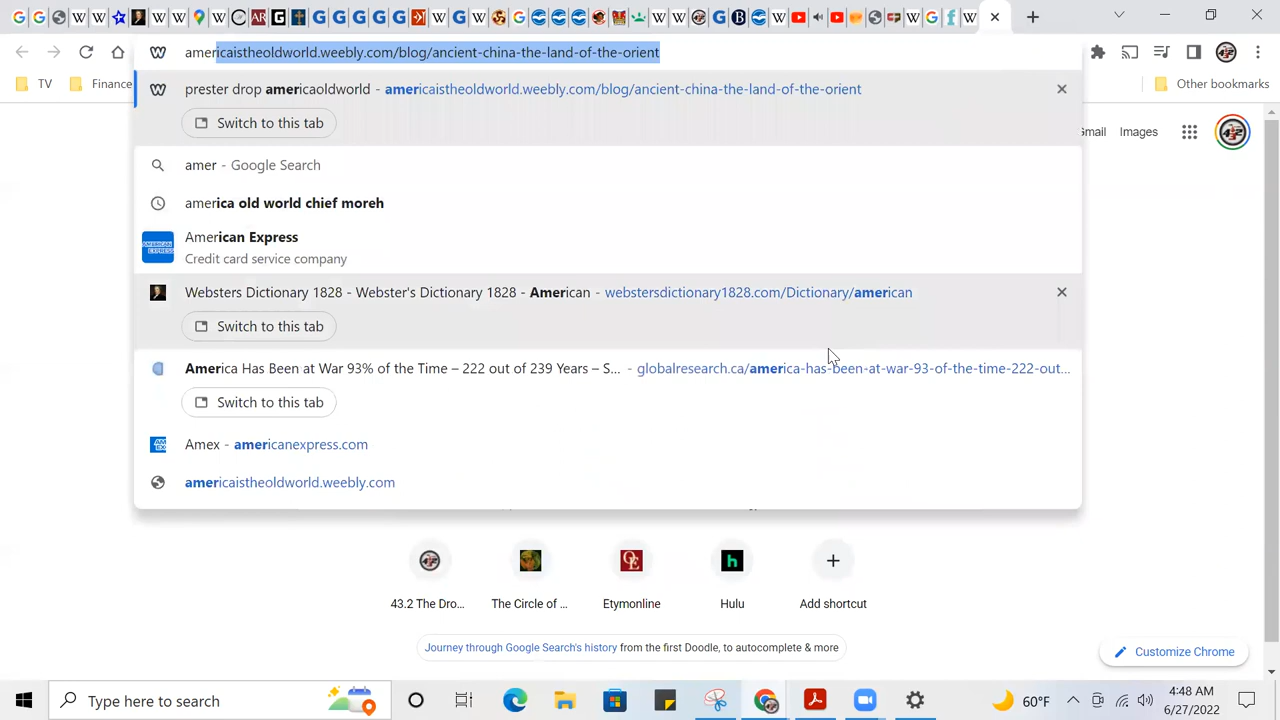 americaistheoldworld.weebly.com/blog/ancient-china-the-land-of-the-orient
TV
Finance
Other bookmarks
prester drop americaoldworld - americaistheoldworld.weebly.com/blog/ancient-china-the-land-of-the-orient
Switch to this tab
Gmail
Images
amer - Google Search
america old world chief moreh
American Express
Credit card service company
Websters Dictionary 1828 - Webster's Dictionary 1828 - American - webstersdictionary1828.com/Dictionary/american
Switch to this tab
America Has Been at War 93% of the Time – 222 out of 239 Years – S... - globalresearch.ca/america-has-been-at-war-93-of-the-time-222-out...
Switch to this tab
Amex - americanexpress.com
americaistheoldworld.weebly.com
43.2 The Dro...
The Circle of ...
Etymonline
Hulu
Add shortcut
Journey through Google Search's history from the first Doodle, to autocomplete & more
Customize Chrome
Type here to search
60°F
4:48 AM
6/27/2022